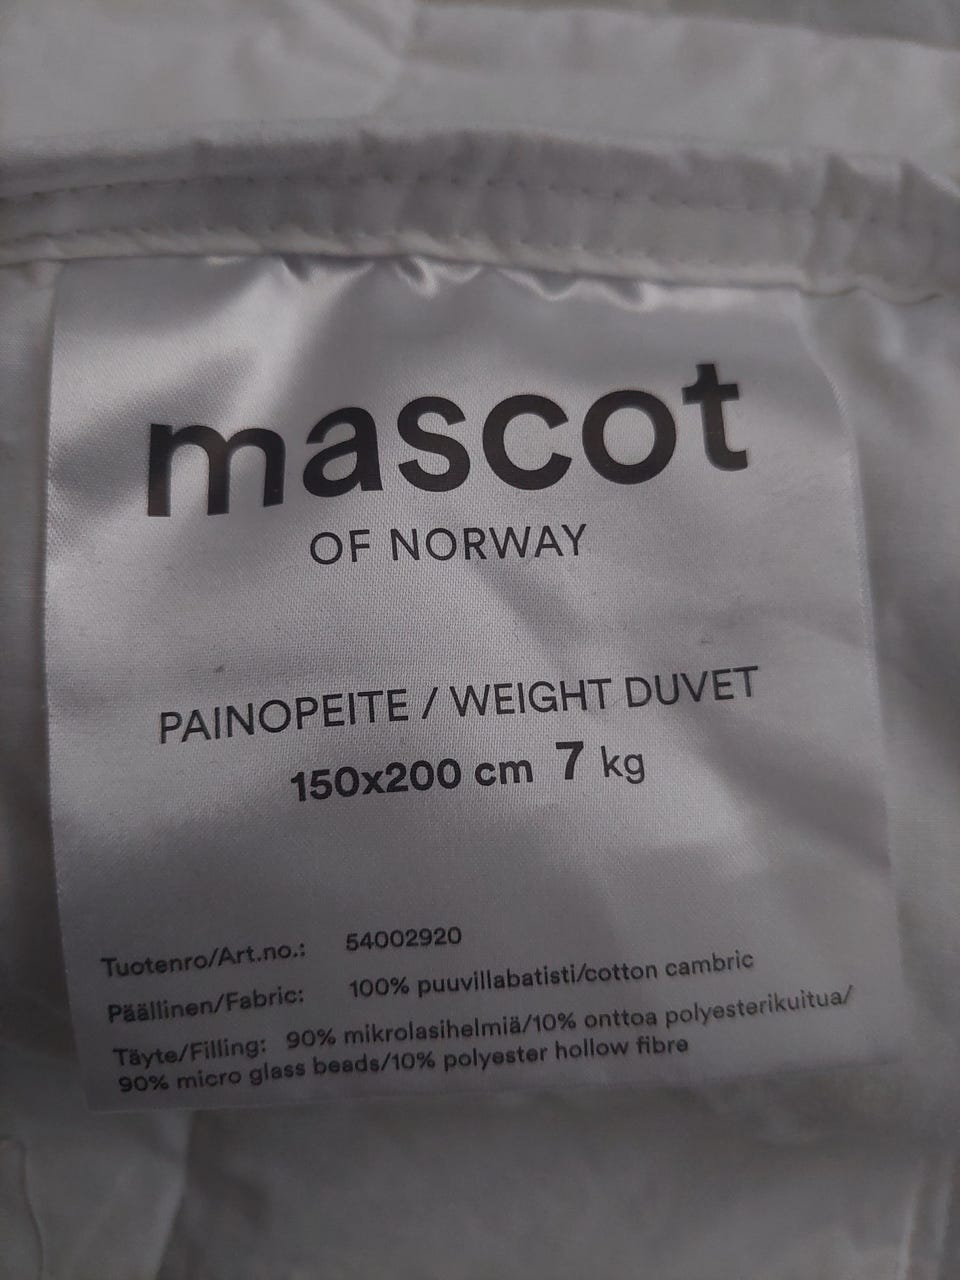 mascot
OF NORWAY
PAINOPEITE / WEIGHT DUVET
150x200 cm 7 kg
Tuotenro/Art.no.: 54002920
Päällinen/Fabric: 100% puuvillabatisti/cotton cambric
Täyte/Filling: 90% mikrolasihelmiä/10% onttoa polyesterikuitua/
90% micro glass beads/10% polyester hollow fibre